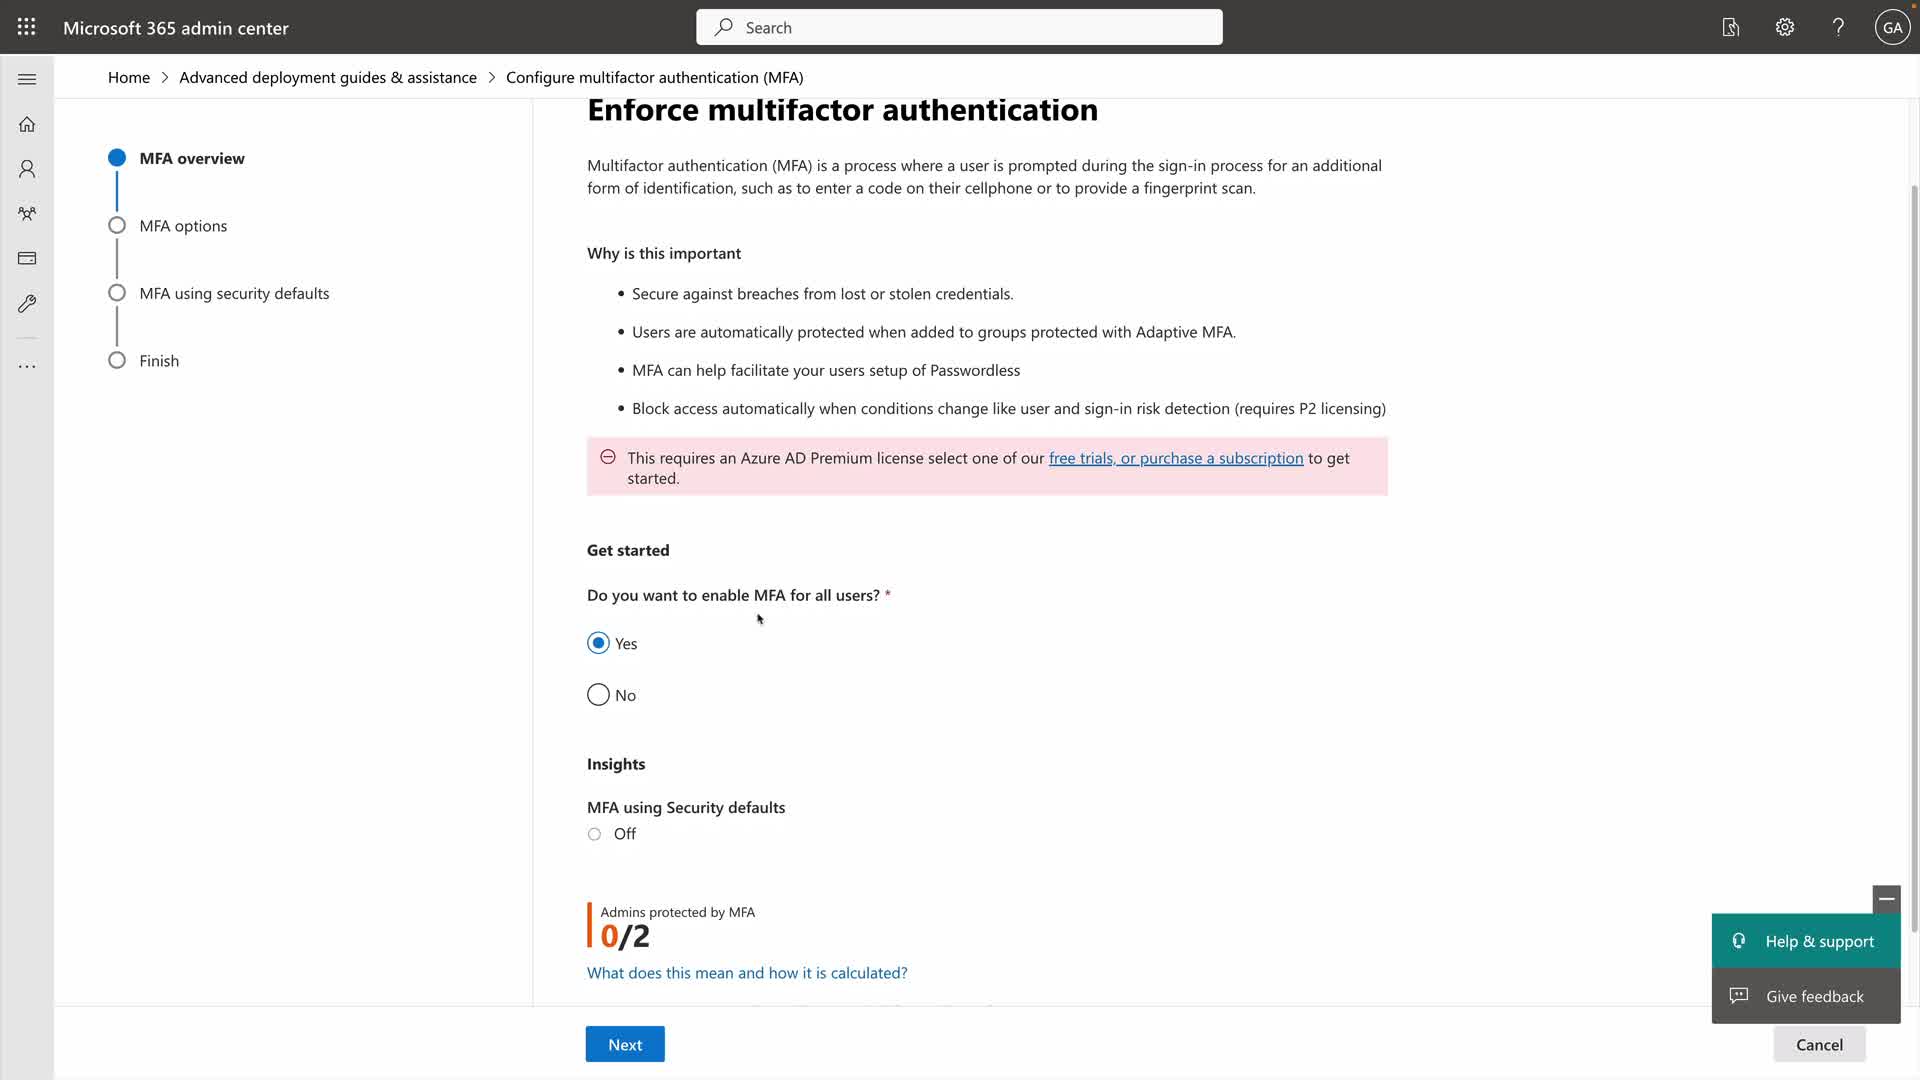 Microsoft 365 admin center
Search
GA
Home > Advanced deployment guides & assistance > Configure multifactor authentication (MFA)
MFA overview
MFA options
MFA using security defaults
Finish
Enforce multifactor authentication
Multifactor authentication (MFA) is a process where a user is prompted during the sign-in process for an additional
form of identification, such as to enter a code on their cellphone or to provide a fingerprint scan.
Why is this important
• Secure against breaches from lost or stolen credentials.
• Users are automatically protected when added to groups protected with Adaptive MFA.
• MFA can help facilitate your users setup of Passwordless
• Block access automatically when conditions change like user and sign-in risk detection (requires P2 licensing)
This requires an Azure AD Premium license select one of our free trials, or purchase a subscription to get
started.
Get started
Do you want to enable MFA for all users? *
Yes
No
Insights
MFA using Security defaults
Off
Admins protected by MFA
0/2
What does this mean and how it is calculated?
Help & support
Give feedback
Next
Cancel